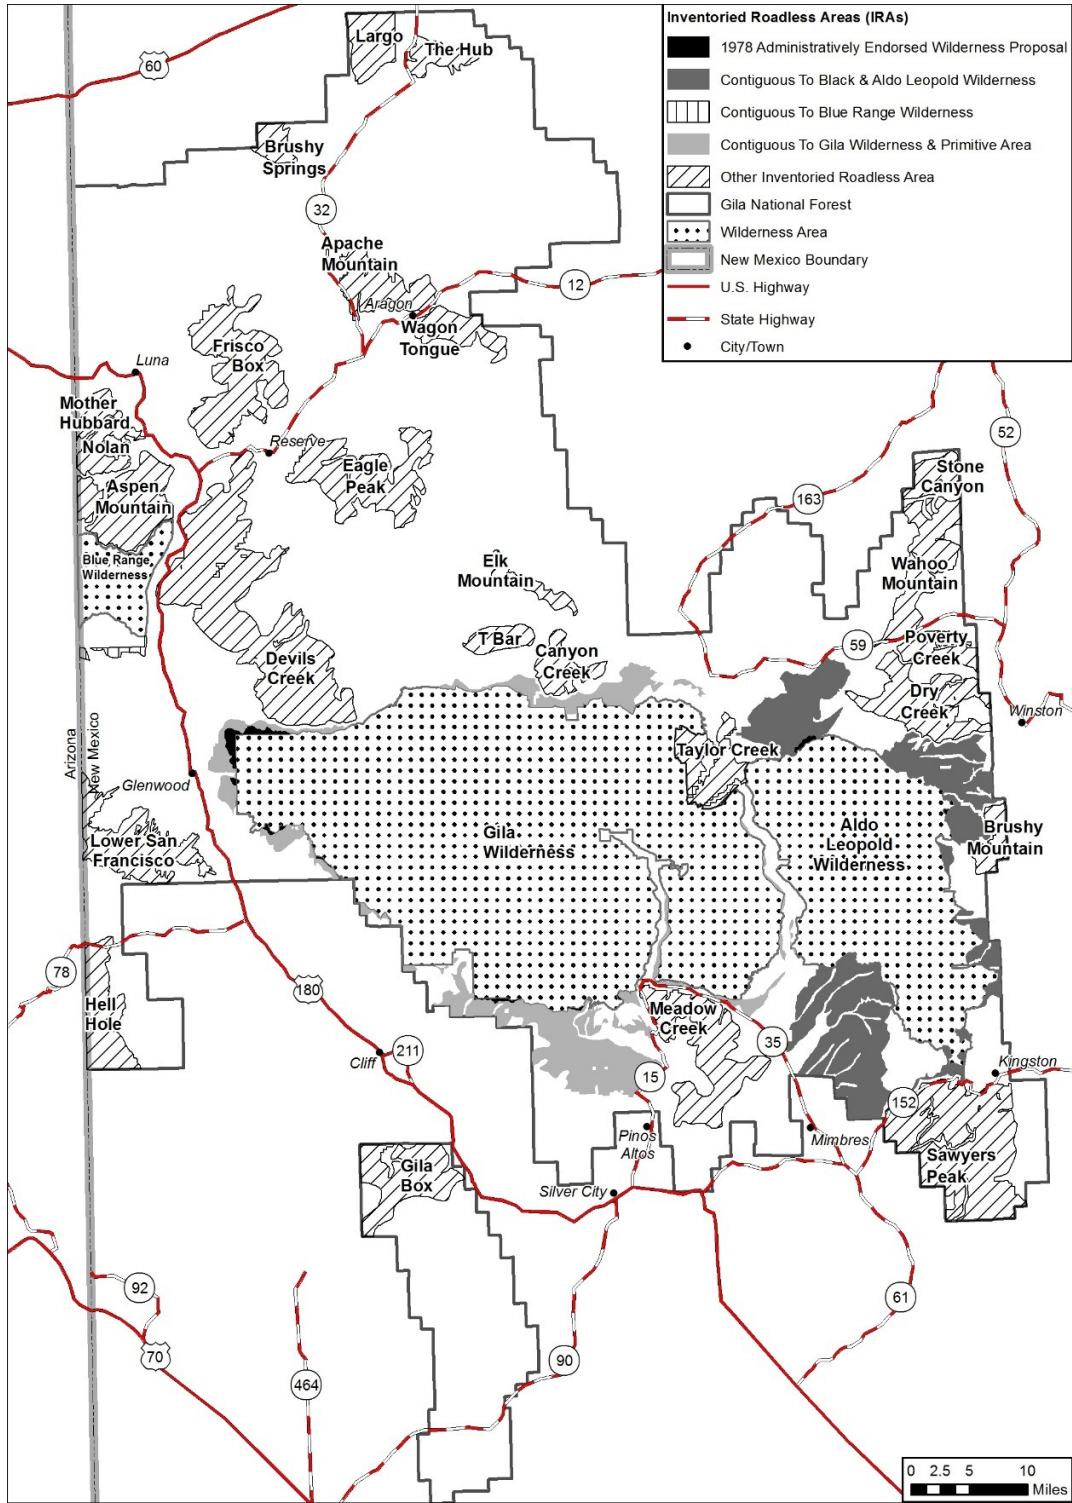 Inventoried Roadless Areas (IRAs)
1978 Administratively Endorsed Wilderness Proposal
Contiguous To Black & Aldo Leopold Wilderness
Contiguous To Blue Range Wilderness
Contiguous To Gila Wilderness & Primitive Area
Other Inventoried Roadless Area
Gila National Forest
Wilderness Area
New Mexico Boundary
U.S. Highway
State Highway
City/Town
Largo
The Hub
60
Brushy
Springs
32
Apache
Mountain
12
Aragon
Wagon
Tongue
Frisco
Box
Luna
Mother
Hubbard
Nolan
Reserve
Eagle
Peak
Aspen
Mountain
52
Stone
Canyon
163
Blue Range
Wilderness
Elk
Mountain
Wahoo
Mountain
T Bar
Canyon
Creek
59
Poverty
Creek
Devils
Creek
Dry
Creek
Winston
Arizona
New Mexico
Taylor Creek
Glenwood
Lower San
Francisco
Gila
Wilderness
Aldo
Leopold
Wilderness
Brushy
Mountain
78
180
Hell
Hole
Meadow
Creek
35
Cliff
211
15
Kingston
152
Pinos
Altos
Mimbres
Sawyers
Peak
Gila
Box
Silver City
92
61
70
90
464
0 2.5 5 10
Miles